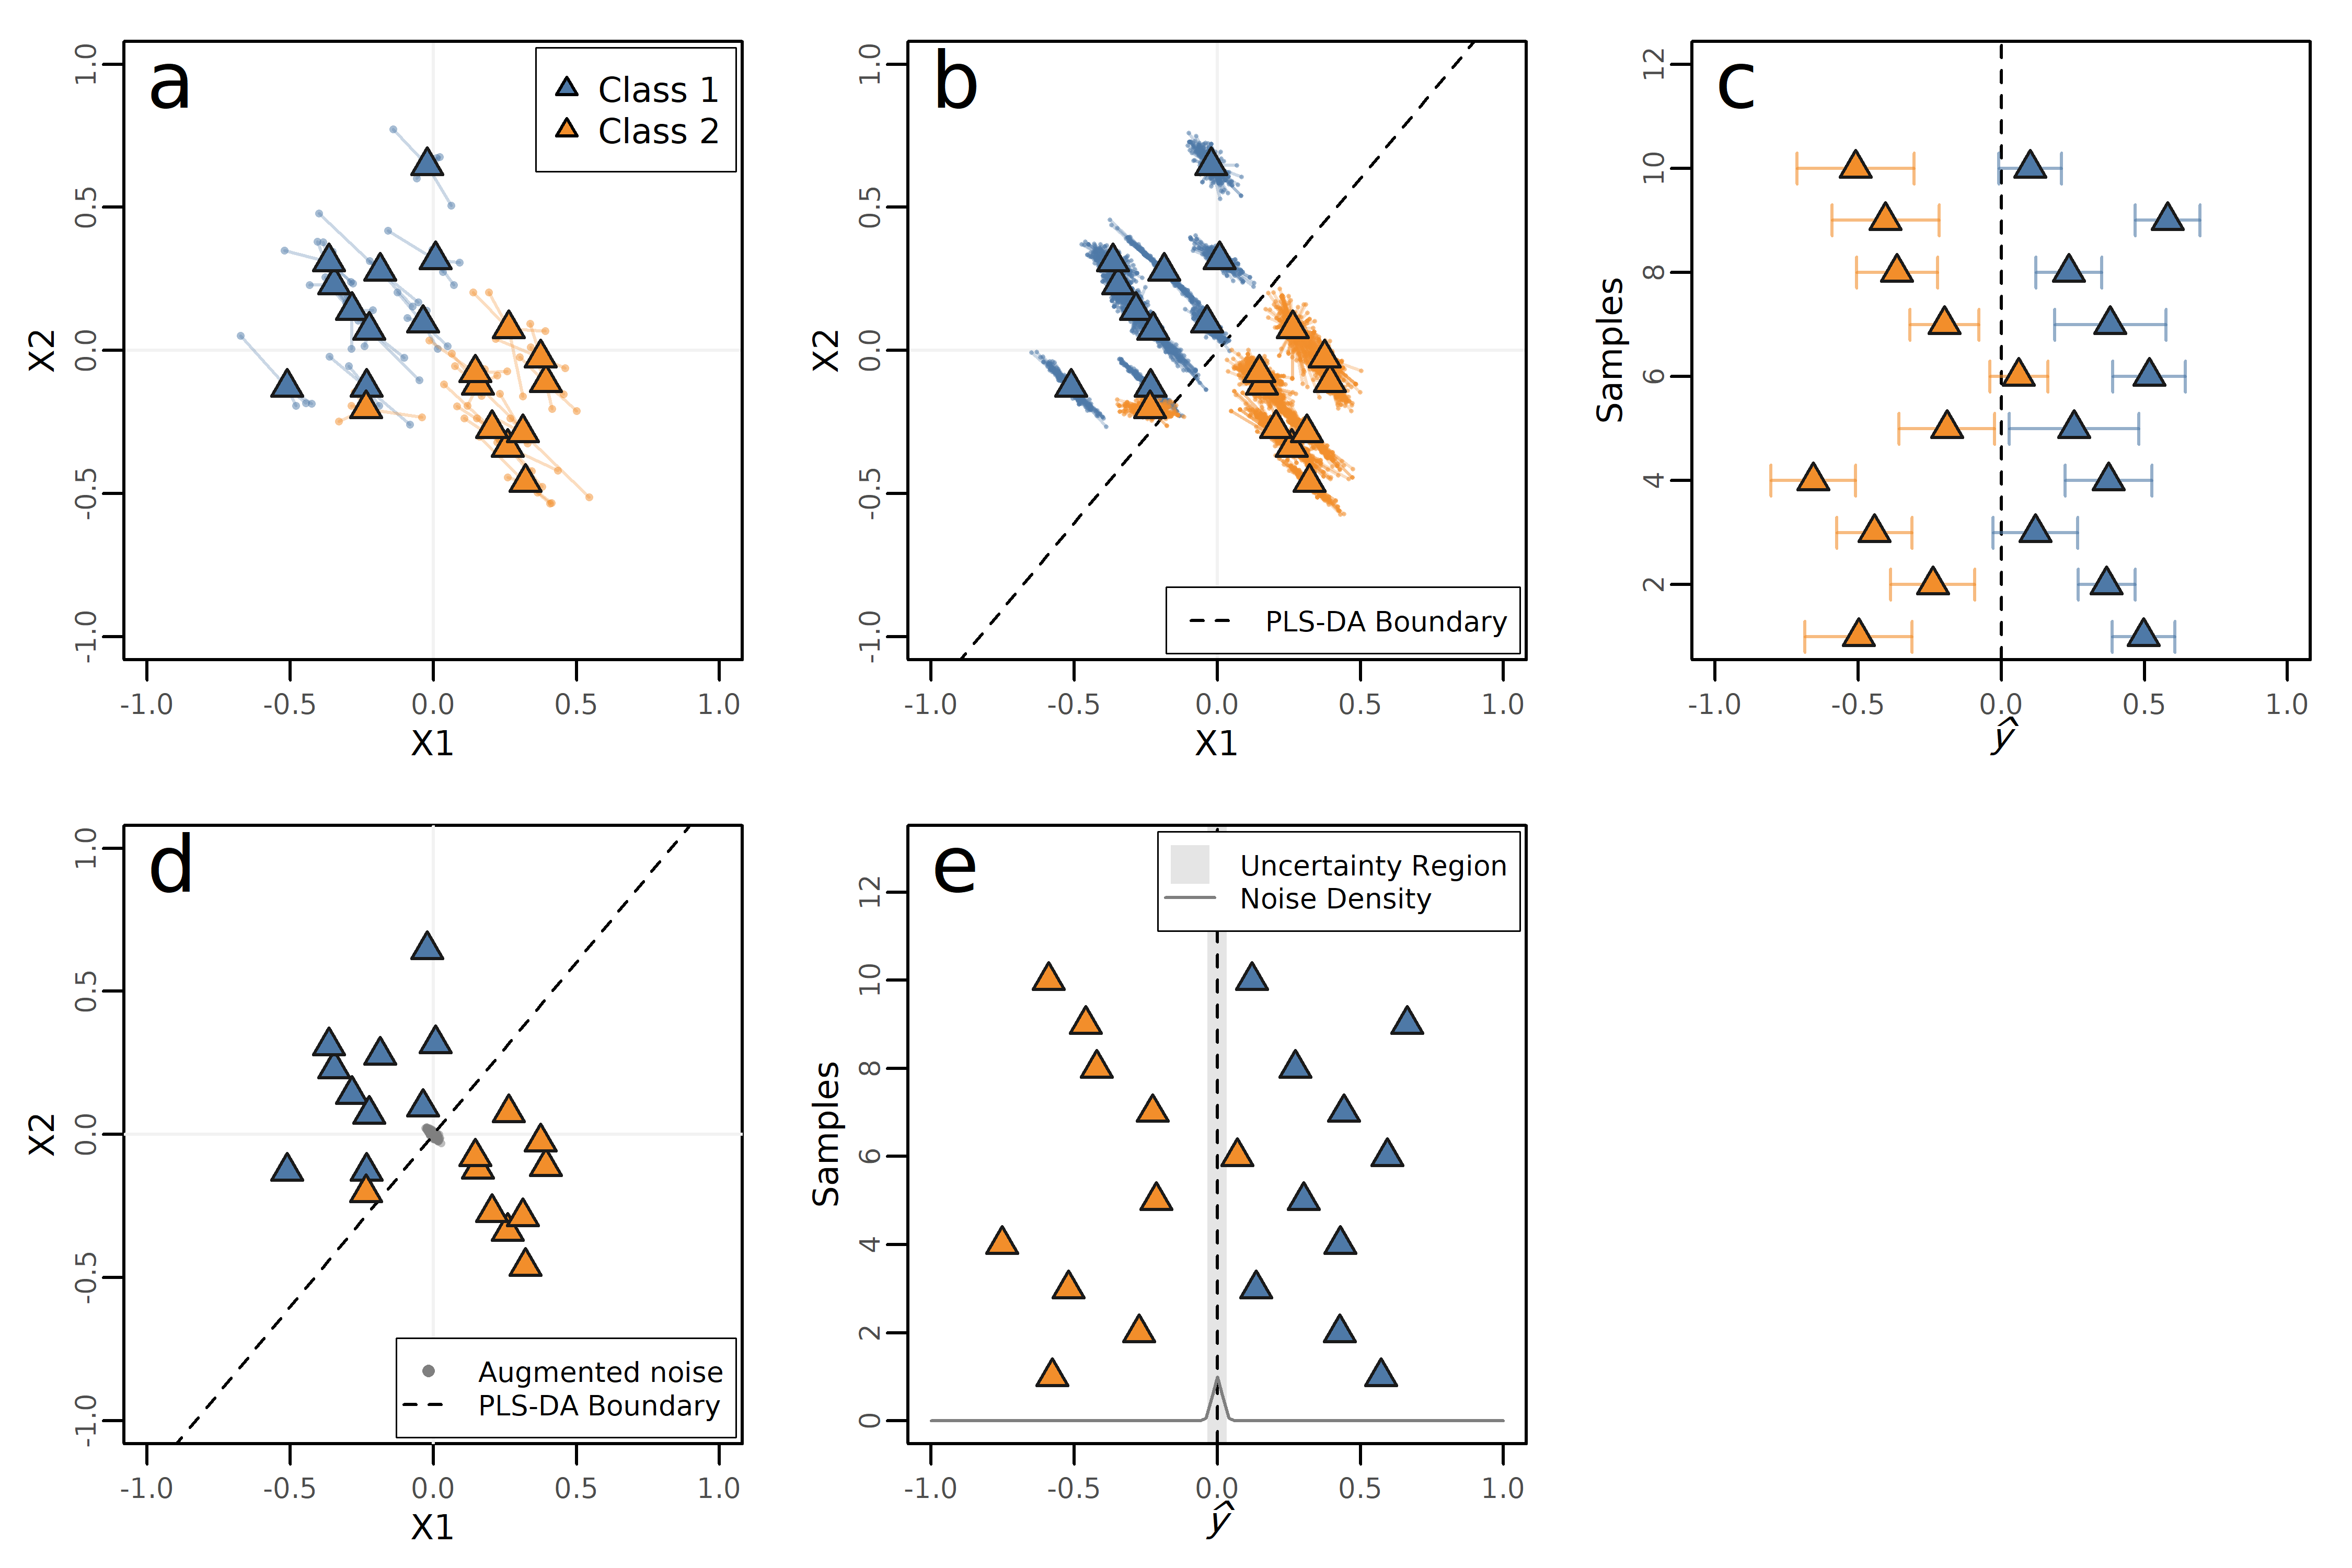 a
Class 1
Class 2
1.0
0.5
0.0
-0.5
-1.0
X2
-1.0 -0.5 0.0 0.5 1.0
X1
b
PLS-DA Boundary
1.0
0.5
0.0
-0.5
-1.0
X2
-1.0 -0.5 0.0 0.5 1.0
X1
c
12
10
8
6
4
2
Samples
-1.0 -0.5 0.0 0.5 1.0
ŷ
d
Augmented noise
PLS-DA Boundary
1.0
0.5
0.0
-0.5
-1.0
X2
-1.0 -0.5 0.0 0.5 1.0
X1
e
Uncertainty Region
Noise Density
12
10
8
6
4
2
0
Samples
-1.0 -0.5 0.0 0.5 1.0
ŷ